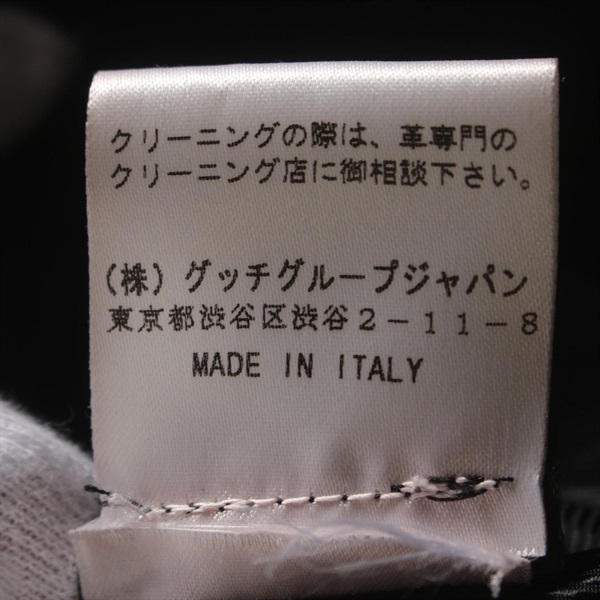 クリーニングの際は、革専門の
クリーニング店に御相談下さい。
(株) グッチグループジャパン
東京都渋谷区渋谷2-11-8
MADE IN ITALY